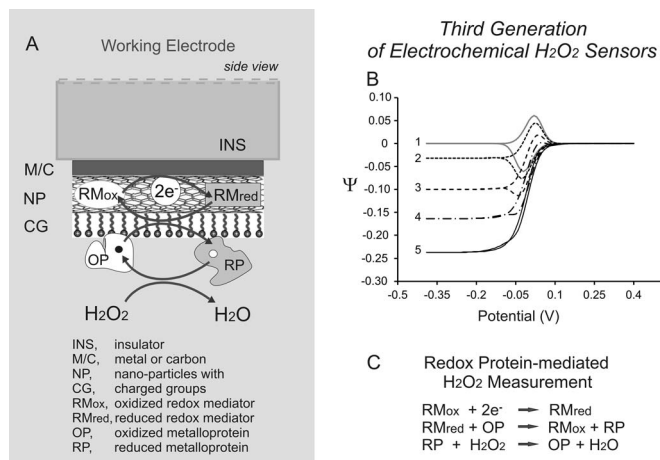 A
Working Electrode
side view
INS
M/C
NP
RMox
2e-
RMred
CG
OP
RP
H2O2
H2O
INS, insulator
M/C, metal or carbon
NP, nano-particles with
CG, charged groups
RMox, oxidized redox mediator
RMred, reduced redox mediator
OP, oxidized metalloprotein
RP, reduced metalloprotein
Third Generation
of Electrochemical H2O2 Sensors
B
0.10
0.05
0
-0.05
-0.10
-0.15
-0.20
-0.25
-0.30
Ψ
1
2
3
4
5
-0.5 -0.35 -0.2 -0.05 0.1 0.25 0.4
Potential (V)
C
Redox Protein-mediated
H2O2 Measurement
RMox + 2e- → RMred
RMred + OP → RMox + RP
RP + H2O2 → OP + H2O